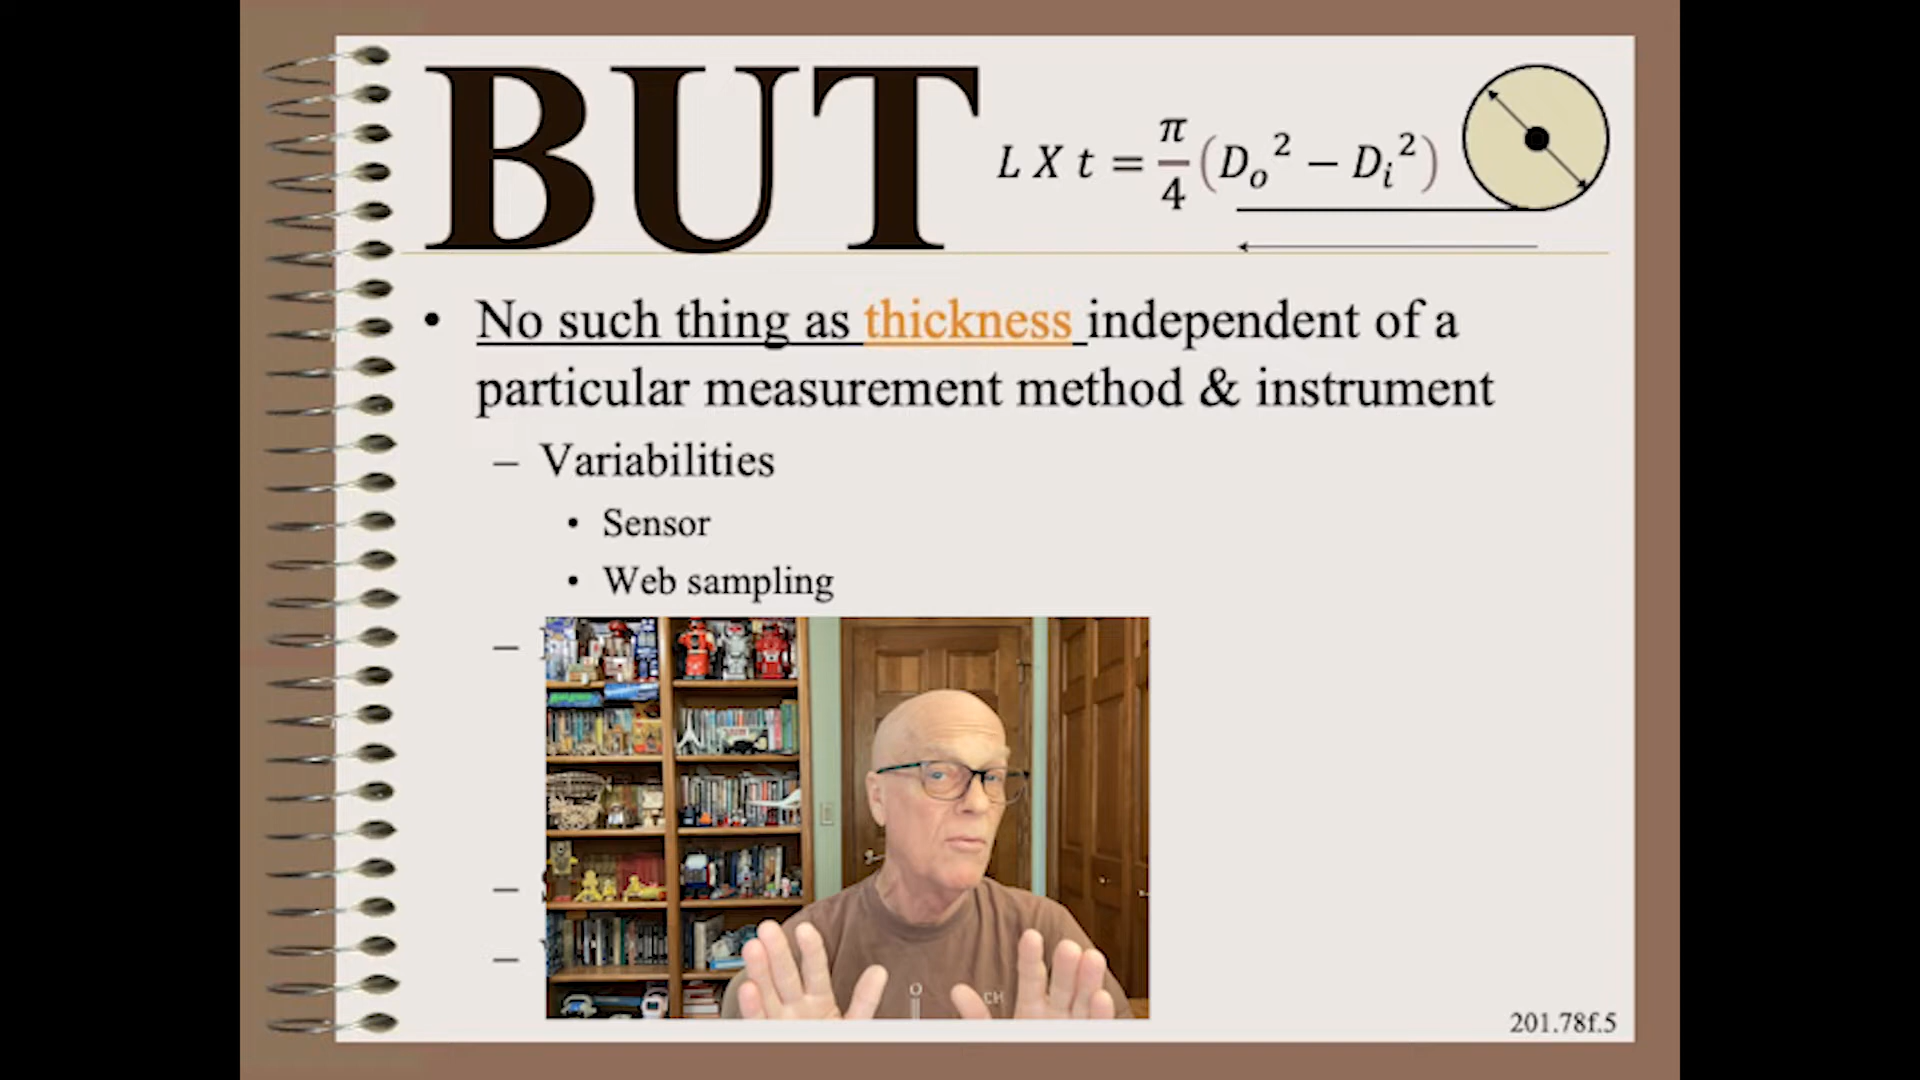 BUT
L X t = π/4 (Dₒ² − Dᵢ²)
• No such thing as thickness independent of a
particular measurement method & instrument
– Variabilities
• Sensor
• Web sampling
–
–
–
O
CH
201.78f.5